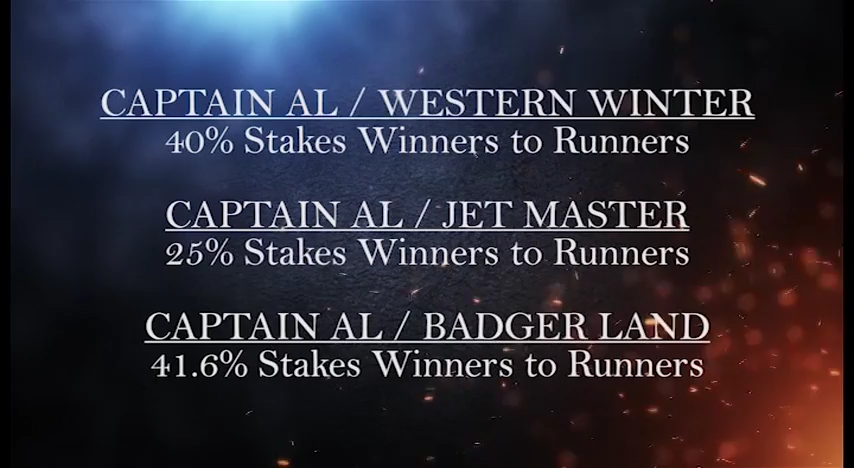 CAPTAIN AL / WESTERN WINTER
40% Stakes Winners to Runners
CAPTAIN AL / JET MASTER
25% Stakes Winners to Runners
CAPTAIN AL / BADGER LAND
41.6% Stakes Winners to Runners